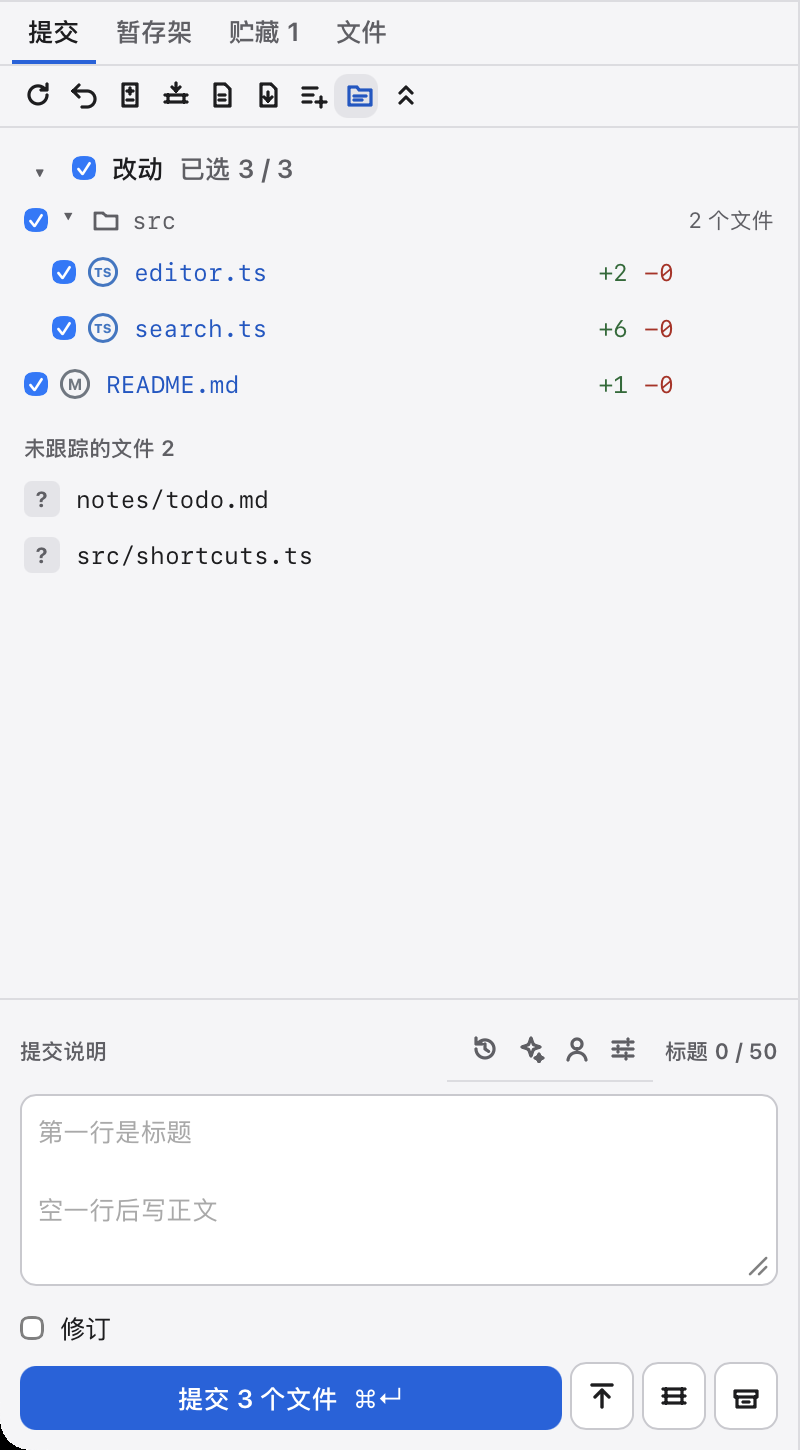 提交 暂存架 贮藏 1 文件
改动 已选 3 / 3
src 2 个文件
TS editor.ts +2 −0
TS search.ts +6 −0
M README.md +1 −0
未跟踪的文件 2
? notes/todo.md
? src/shortcuts.ts
提交说明 标题 0 / 50
第一行是标题
空一行后写正文
修订
提交 3 个文件 ⌘↵